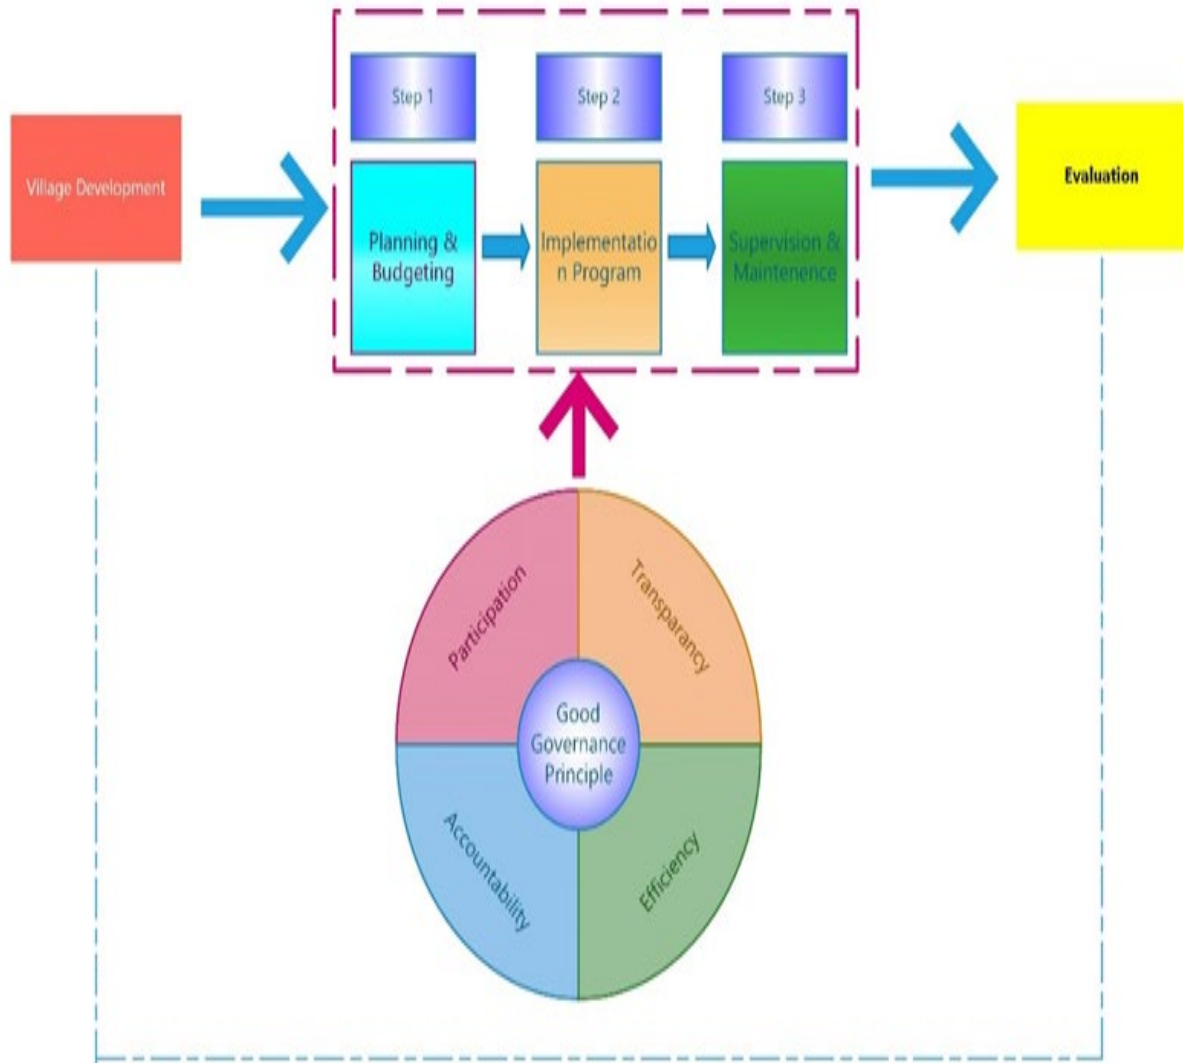 Step 1
Step 2
Step 3
Village Development
Evaluation
Planning &
Budgeting
Implementatio
n Program
Supervision &
Maintenence
Participation
Transparancy
Good
Governance
Principle
Accountability
Efficiency